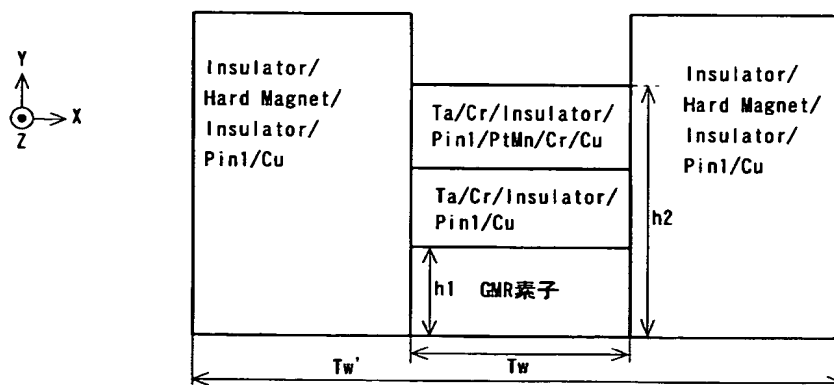 Y
X
Z
Insulator/
Hard Magnet/
Insulator/
Pin1/Cu
Ta/Cr/Insulator/
Pin1/PtMn/Cr/Cu
Ta/Cr/Insulator/
Pin1/Cu
h1 GMR素子
Insulator/
Hard Magnet/
Insulator/
Pin1/Cu
h2
Tw' Tw